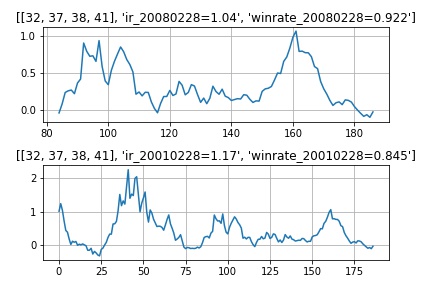 [[32, 37, 38, 41], 'ir_20080228=1.04', 'winrate_20080228=0.922']
1.0
0.5
0.0
80 100 120 140 160 180
[[32, 37, 38, 41], 'ir_20010228=1.17', 'winrate_20010228=0.845']
2
1
0
0 25 50 75 100 125 150 175